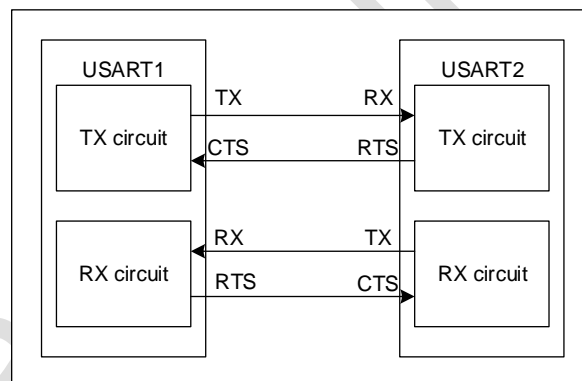 USART1 USART2
TX RX
TX circuit TX circuit
CTS RTS
RX TX
RX circuit RX circuit
RTS CTS